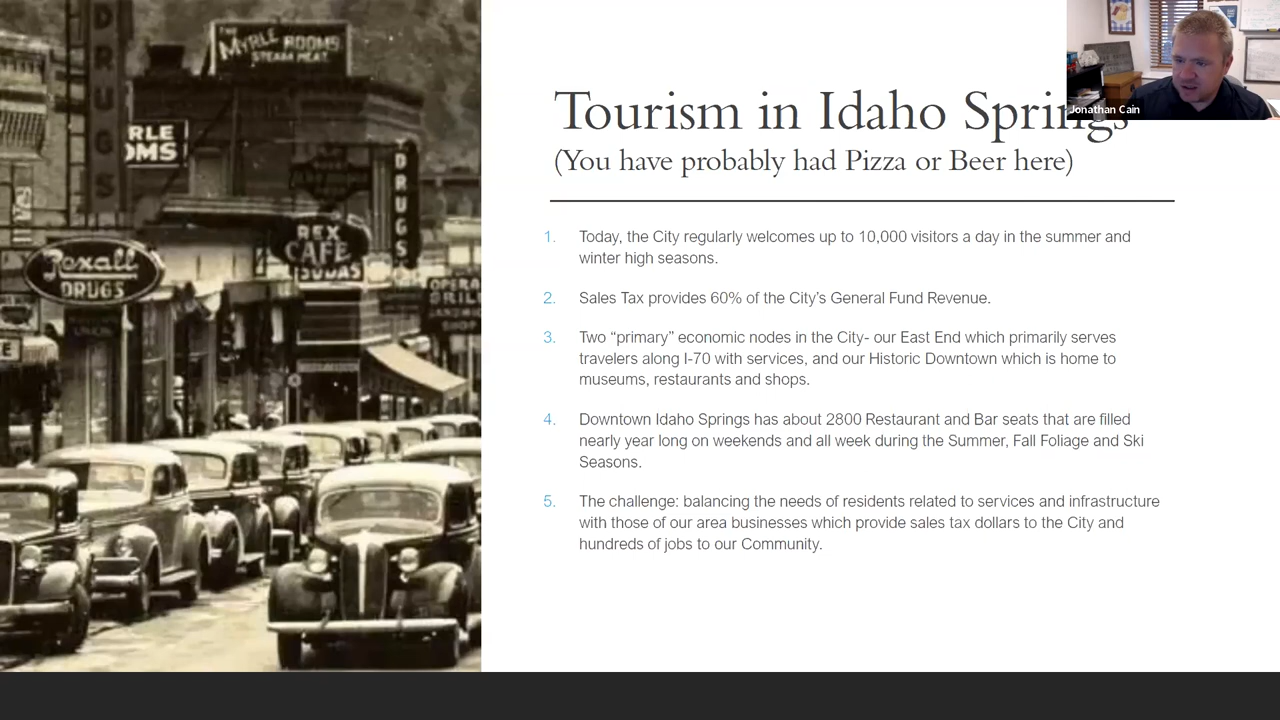 DRUGS
THE
MYRLE ROOMS
STEAM HEAT
RLE
OMS
DRUGS
REX
CAFE
SODAS
Rexall
DRUGS
OPERA
GRILL
SHOP
E
Jonathan Cain
Tourism in Idaho Springs
(You have probably had Pizza or Beer here)
1. Today, the City regularly welcomes up to 10,000 visitors a day in the summer and
winter high seasons.
2. Sales Tax provides 60% of the City’s General Fund Revenue.
3. Two “primary” economic nodes in the City- our East End which primarily serves
travelers along I-70 with services, and our Historic Downtown which is home to
museums, restaurants and shops.
4. Downtown Idaho Springs has about 2800 Restaurant and Bar seats that are filled
nearly year long on weekends and all week during the Summer, Fall Foliage and Ski
Seasons.
5. The challenge: balancing the needs of residents related to services and infrastructure
with those of our area businesses which provide sales tax dollars to the City and
hundreds of jobs to our Community.